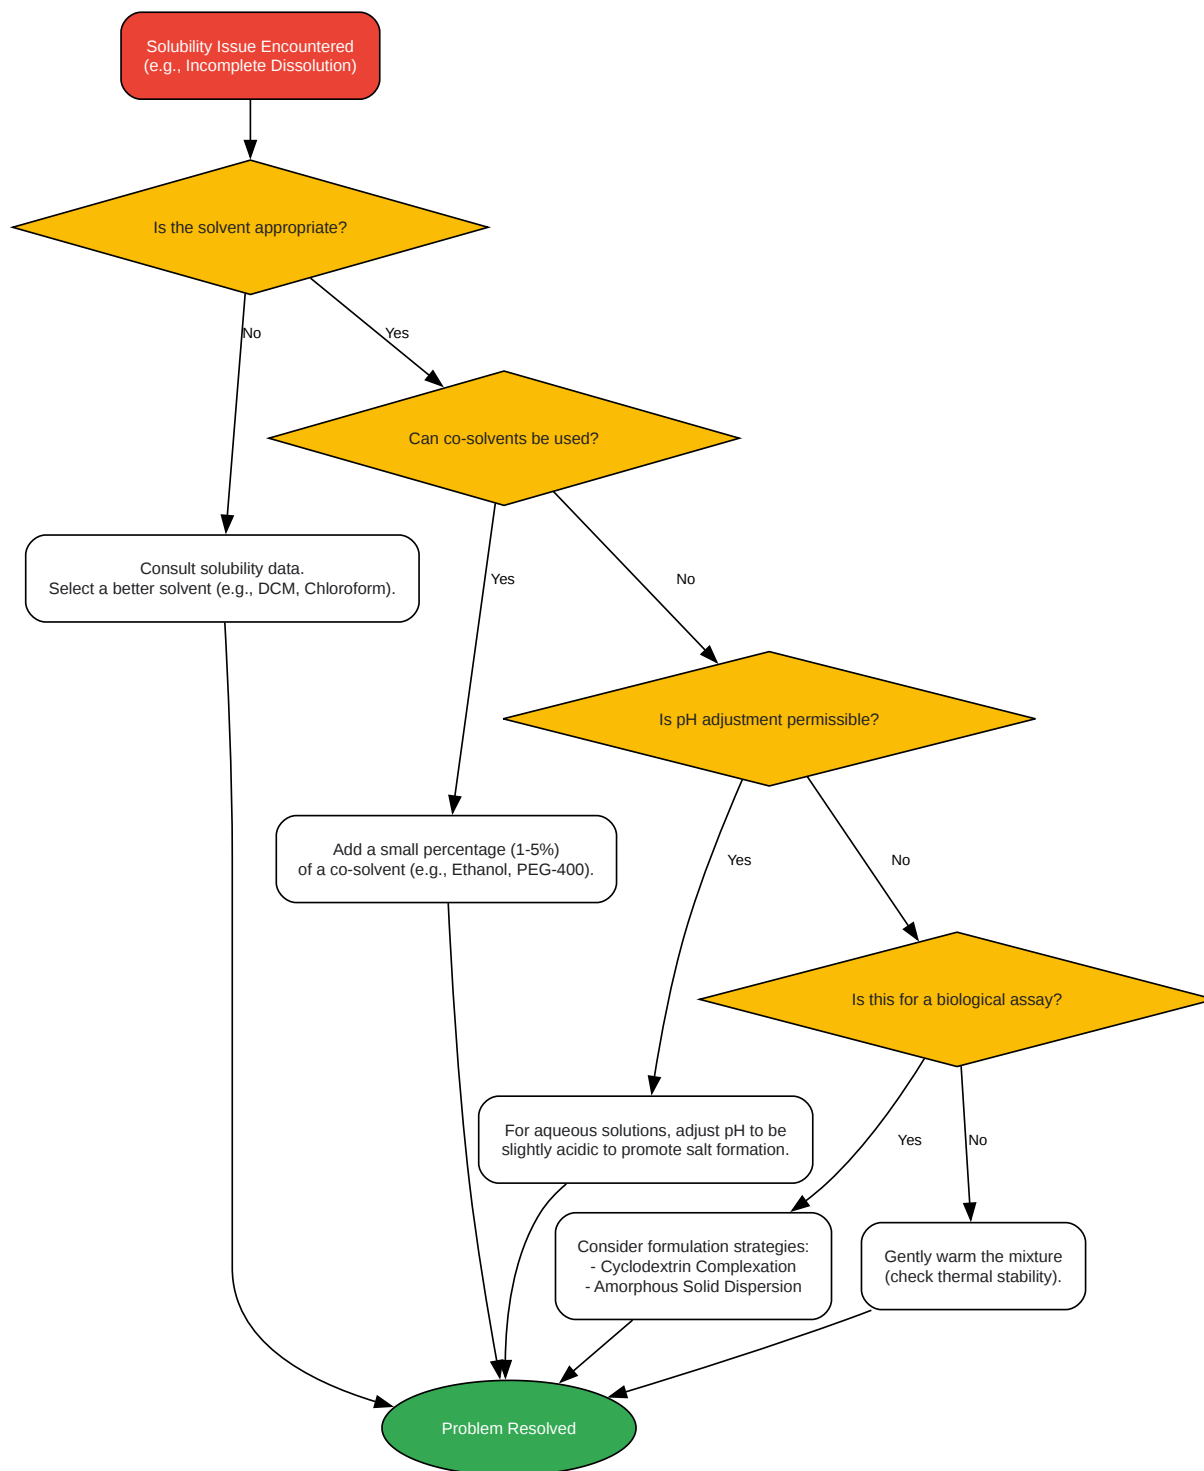 Solubility Issue Encountered
(e.g., Incomplete Dissolution)
Is the solvent appropriate?
No
Yes
Can co-solvents be used?
Consult solubility data.
Select a better solvent (e.g., DCM, Chloroform).
Yes
No
Is pH adjustment permissible?
Add a small percentage (1-5%)
of a co-solvent (e.g., Ethanol, PEG-400).
Yes
No
Is this for a biological assay?
For aqueous solutions, adjust pH to be
slightly acidic to promote salt formation.
Yes
No
Consider formulation strategies:
- Cyclodextrin Complexation
- Amorphous Solid Dispersion
Gently warm the mixture
(check thermal stability).
Problem Resolved